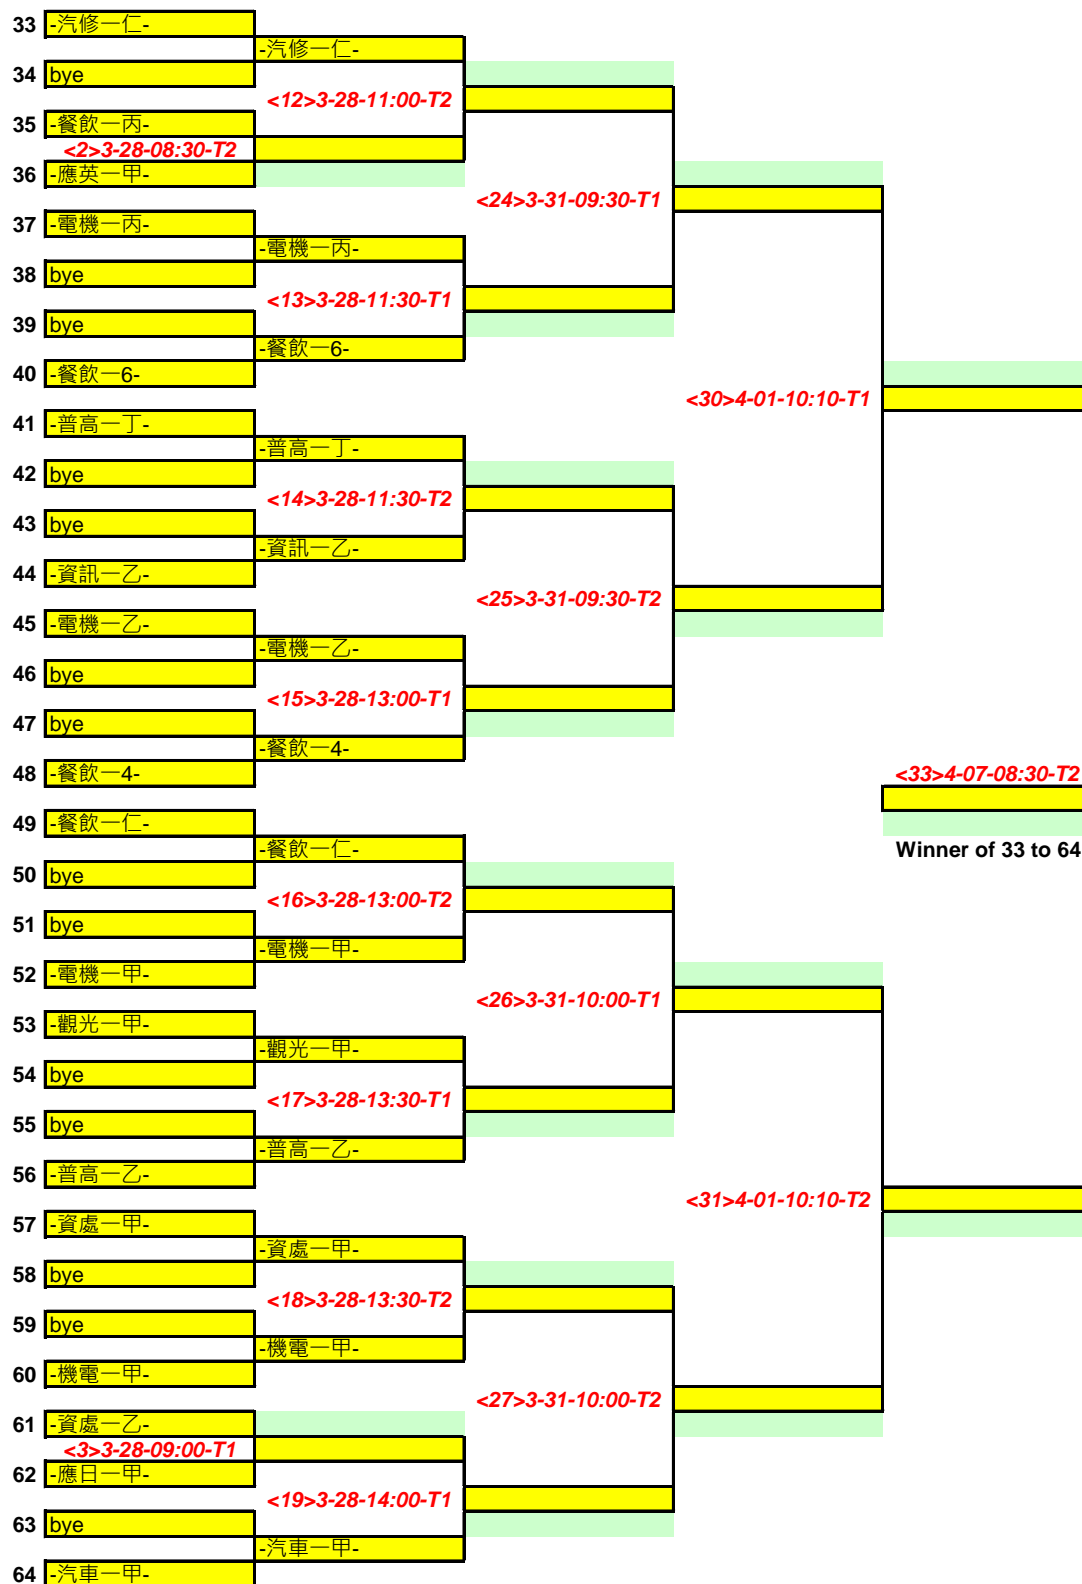 33 -汽修一仁-
-汽修一仁-
34 bye
<12>3-28-11:00-T2
35 -餐飲一丙-
<2>3-28-08:30-T2
36 -應英一甲-
<24>3-31-09:30-T1
37 -電機一丙-
-電機一丙-
38 bye
<13>3-28-11:30-T1
39 bye
-餐飲一6-
40 -餐飲一6-
<30>4-01-10:10-T1
41 -普高一丁-
-普高一丁-
42 bye
<14>3-28-11:30-T2
43 bye
-資訊一乙-
44 -資訊一乙-
<25>3-31-09:30-T2
45 -電機一乙-
-電機一乙-
46 bye
<15>3-28-13:00-T1
47 bye
-餐飲一4-
48 -餐飲一4-
<33>4-07-08:30-T2
49 -餐飲一仁-
-餐飲一仁-
Winner of 33 to 64
50 bye
<16>3-28-13:00-T2
51 bye
-電機一甲-
52 -電機一甲-
<26>3-31-10:00-T1
53 -觀光一甲-
-觀光一甲-
54 bye
<17>3-28-13:30-T1
55 bye
-普高一乙-
56 -普高一乙-
<31>4-01-10:10-T2
57 -資處一甲-
-資處一甲-
58 bye
<18>3-28-13:30-T2
59 bye
-機電一甲-
60 -機電一甲-
<27>3-31-10:00-T2
61 -資處一乙-
<3>3-28-09:00-T1
62 -應日一甲-
<19>3-28-14:00-T1
63 bye
-汽車一甲-
64 -汽車一甲-